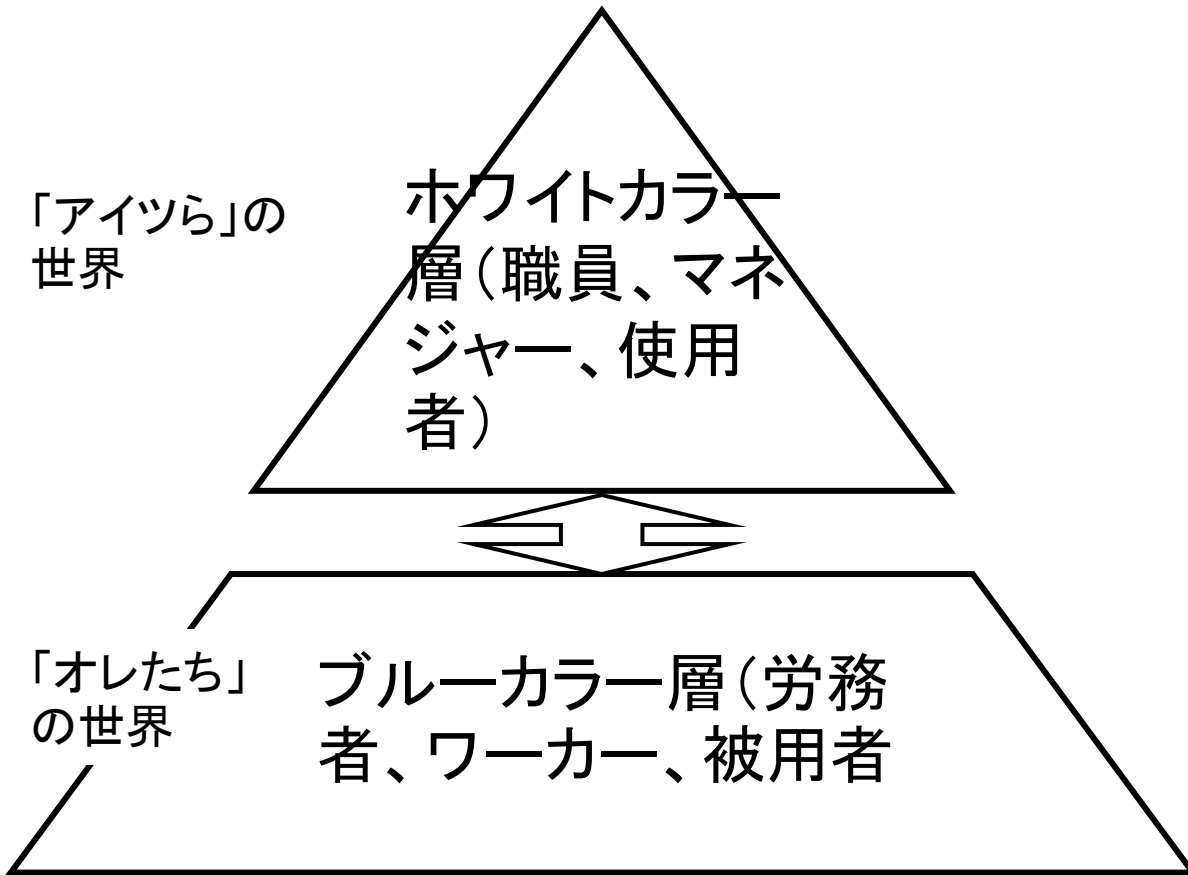 「アイツら」の
世界
ホワイトカラー
層（職員、マネ
ジャー、使用
者）
「オレたち」
の世界
ブルーカラー層（労務
者、ワーカー、被用者